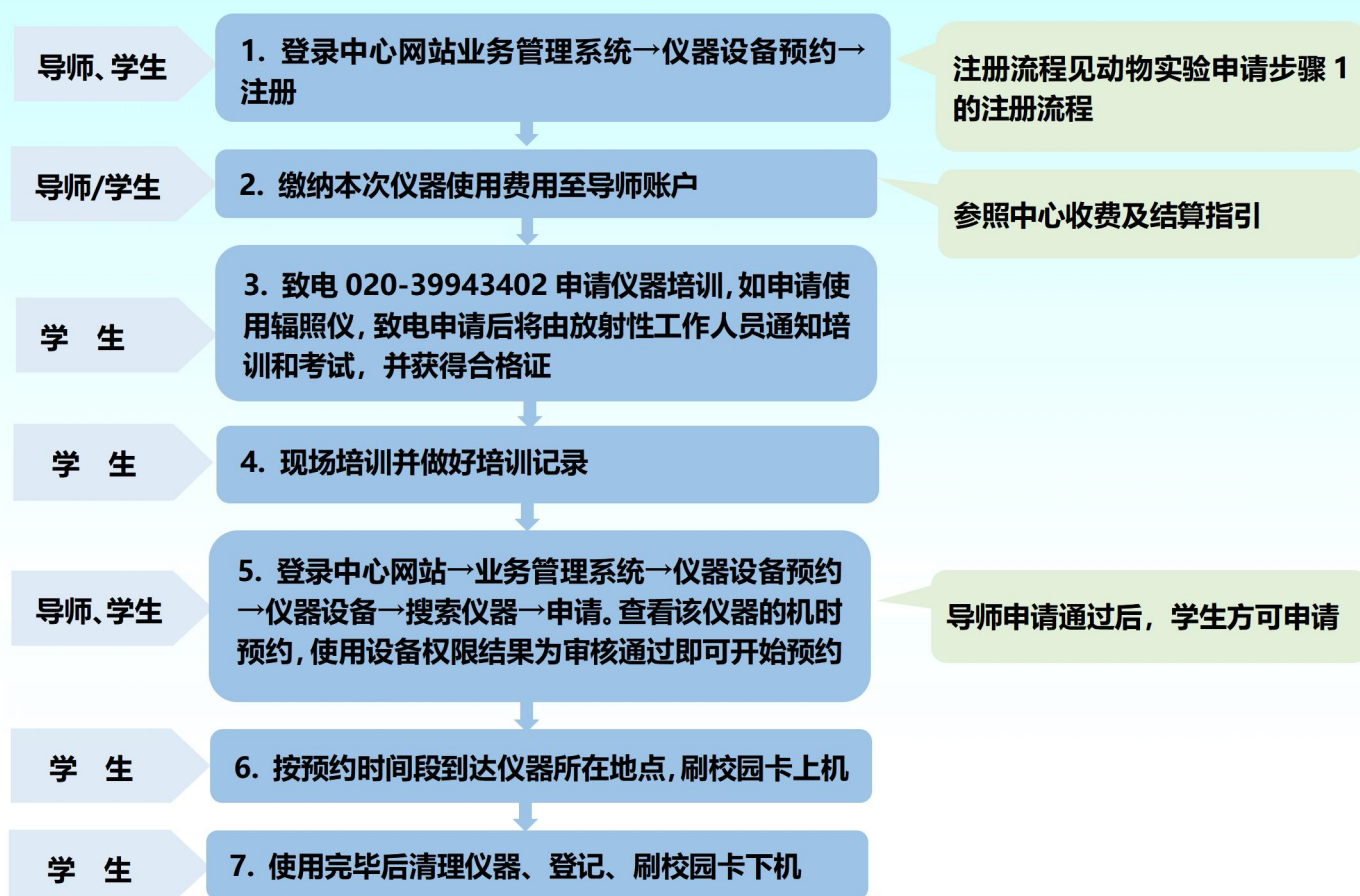 导师、学生
1. 登录中心网站业务管理系统→仪器设备预约→
注册
注册流程见动物实验申请步骤 1
的注册流程
导师/学生
2. 缴纳本次仪器使用费用至导师账户
参照中心收费及结算指引
学 生
3. 致电 020-39943402 申请仪器培训,如申请使
用辐照仪,致电申请后将由放射性工作人员通知培
训和考试，并获得合格证
学 生
4. 现场培训并做好培训记录
导师、学生
5. 登录中心网站→业务管理系统→仪器设备预约
→仪器设备→搜索仪器→申请。查看该仪器的机时
预约,使用设备权限结果为审核通过即可开始预约
导师申请通过后，学生方可申请
学 生
6. 按预约时间段到达仪器所在地点,刷校园卡上机
学 生
7. 使用完毕后清理仪器、登记、刷校园卡下机